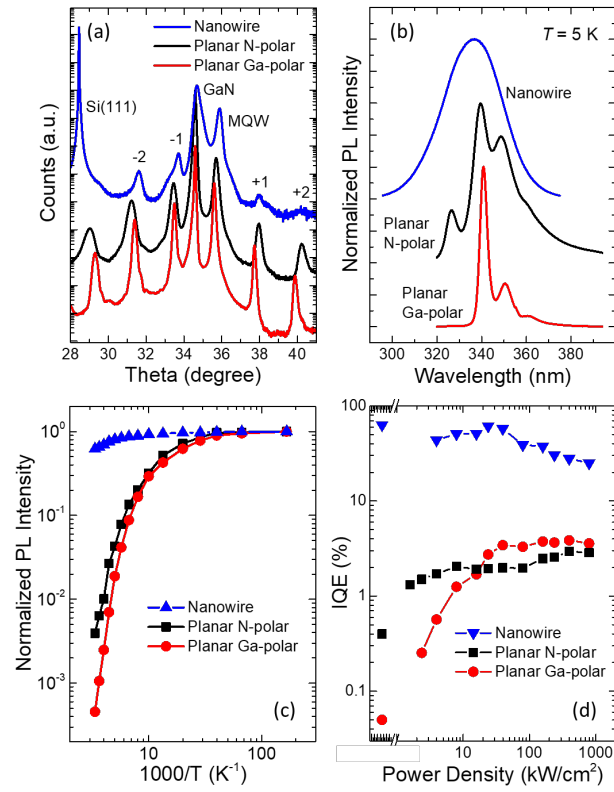 (a)
Nanowire
Planar N-polar
Planar Ga-polar
Si(111)
GaN
MQW
-2
-1
+1
+2
Counts (a.u.)
28 30 32 34 36 38 40
Theta (degree)
(b)
T = 5 K
Nanowire
Planar
N-polar
Planar
Ga-polar
Normalized PL Intensity
300 320 340 360 380
Wavelength (nm)
Normalized PL Intensity
10⁰
10⁻¹
10⁻²
10⁻³
Nanowire
Planar N-polar
Planar Ga-polar
(c)
10 100
1000/T (K⁻¹)
IQE (%)
100
10
1
0.1
Nanowire
Planar N-polar
Planar Ga-polar
(d)
10 100 1000
Power Density (kW/cm²)